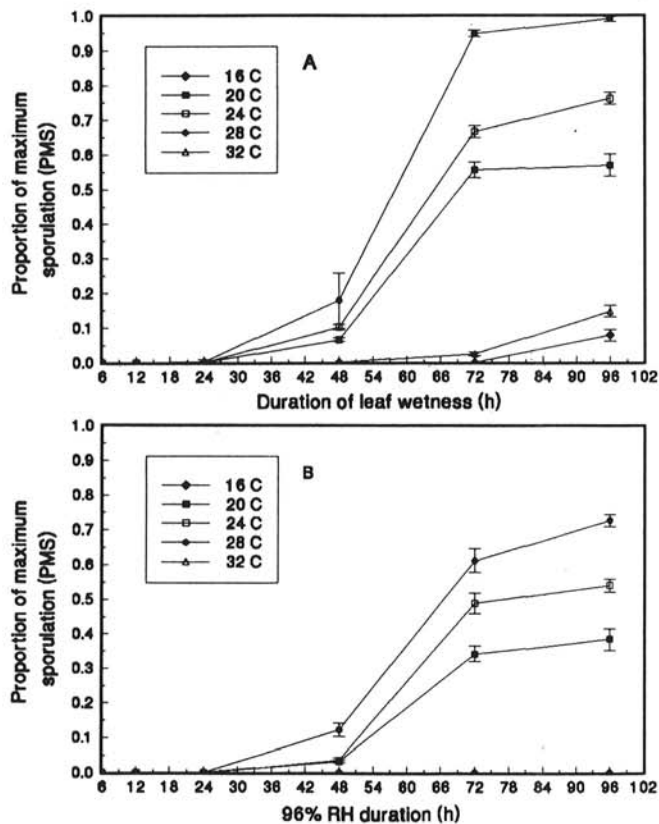 A
16 C
20 C
24 C
28 C
32 C
Proportion of maximum
sporulation (PMS)
1.0
0.9
0.8
0.7
0.6
0.5
0.4
0.3
0.2
0.1
0.0
6 12 18 24 30 36 42 48 54 60 66 72 78 84 90 96 102
Duration of leaf wetness (h)
B
16 C
20 C
24 C
28 C
32 C
Proportion of maximum
sporulation (PMS)
1.0
0.9
0.8
0.7
0.6
0.5
0.4
0.3
0.2
0.1
0.0
6 12 18 24 30 36 42 48 54 60 66 72 78 84 90 96 102
96% RH duration (h)